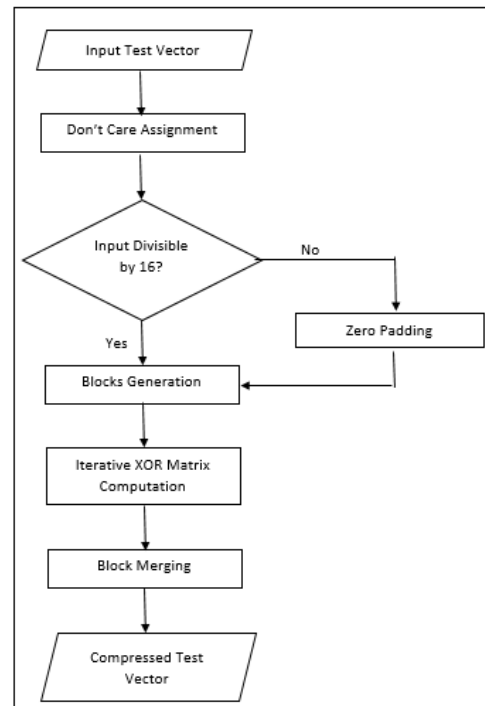 Input Test Vector
Don't Care Assignment
Input Divisible
by 16?
No
Zero Padding
Yes
Blocks Generation
Iterative XOR Matrix
Computation
Block Merging
Compressed Test
Vector